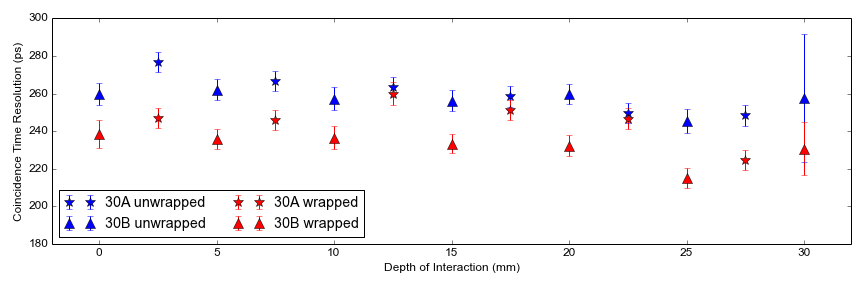 300
280
260
240
220
200
180
Coincidence Time Resolution (ps)
30A unwrapped 30A wrapped
30B unwrapped 30B wrapped
0 5 10 15 20 25 30
Depth of Interaction (mm)